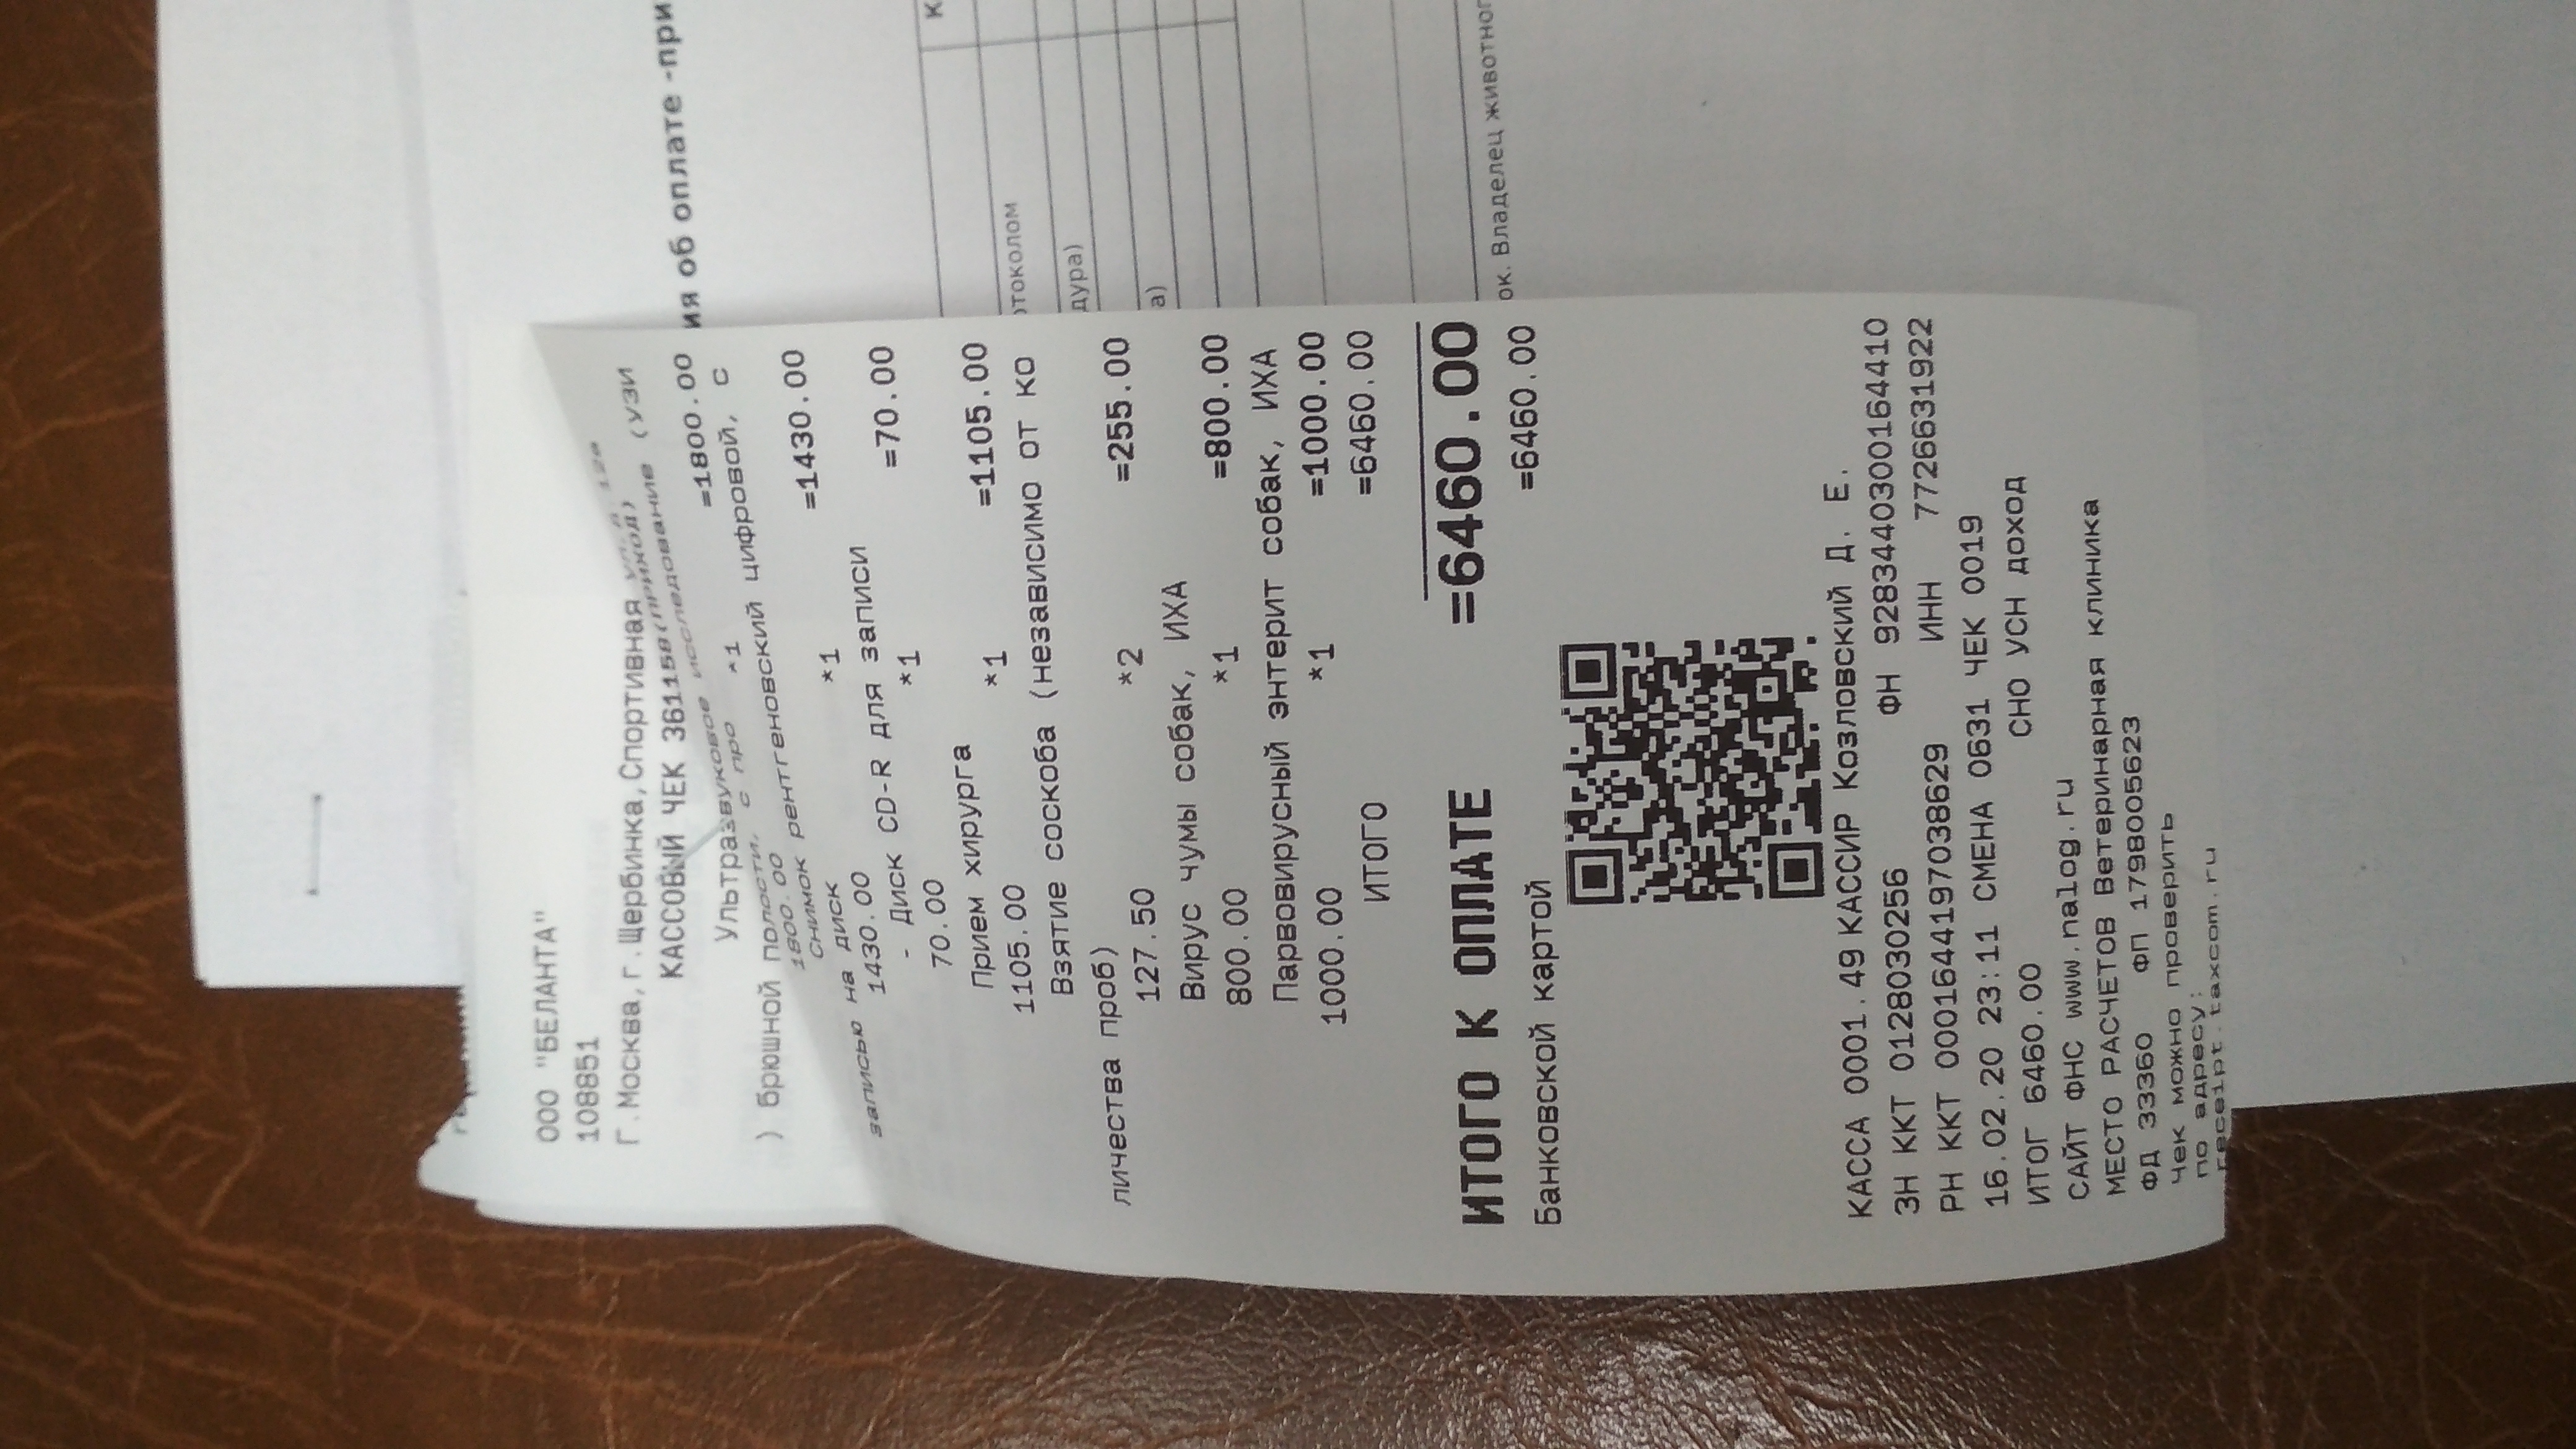 ООО "БЕЛАНТА"
108851
Г.Москва,г.Щербинка,Спортивная
КАССОВЫЙ ЧЕК 361158(ПРИХОД)
Ультразвуковое исследование (УЗИ
) брюшной полости, с про
1800.00 *1 =1800.00
Снимок рентгеновский цифровой, с
записью на диск
1430.00 *1 =1430.00
- Диск CD-R для записи
70.00 *1 =70.00
Прием хирурга
1105.00 *1 =1105.00
Взятие соскоба (независимо от ко
личества проб)
127.50 *2 =255.00
Вирус чумы собак, ИХА
800.00 *1 =800.00
Парвовирусный энтерит собак, ИХА
1000.00 *1 =1000.00
ИТОГО =6460.00
ИТОГО К ОПЛАТЕ =6460.00
Банковской картой =6460.00
КАССА 0001.49 КАССИР Козловский Д. Е.
ЗН ККТ 0128030256 ФН 9283440300164410
РН ККТ 0001644197038629 ИНН 7726631922
16.02.20 23:11 СМЕНА 0631 ЧЕК 0019
ИТОГ 6460.00 СНО УСН ДОХОД
САЙТ ФНС www.nalog.ru
МЕСТО РАСЧЕТОВ Ветеринарная клиника
ФД 33360 ФП 1798005623
Чек можно проверить
по адресу:
receipt.taxcom.ru
ия об оплате -при
К
отоколом
дура)
а)
ок. Владелец животног